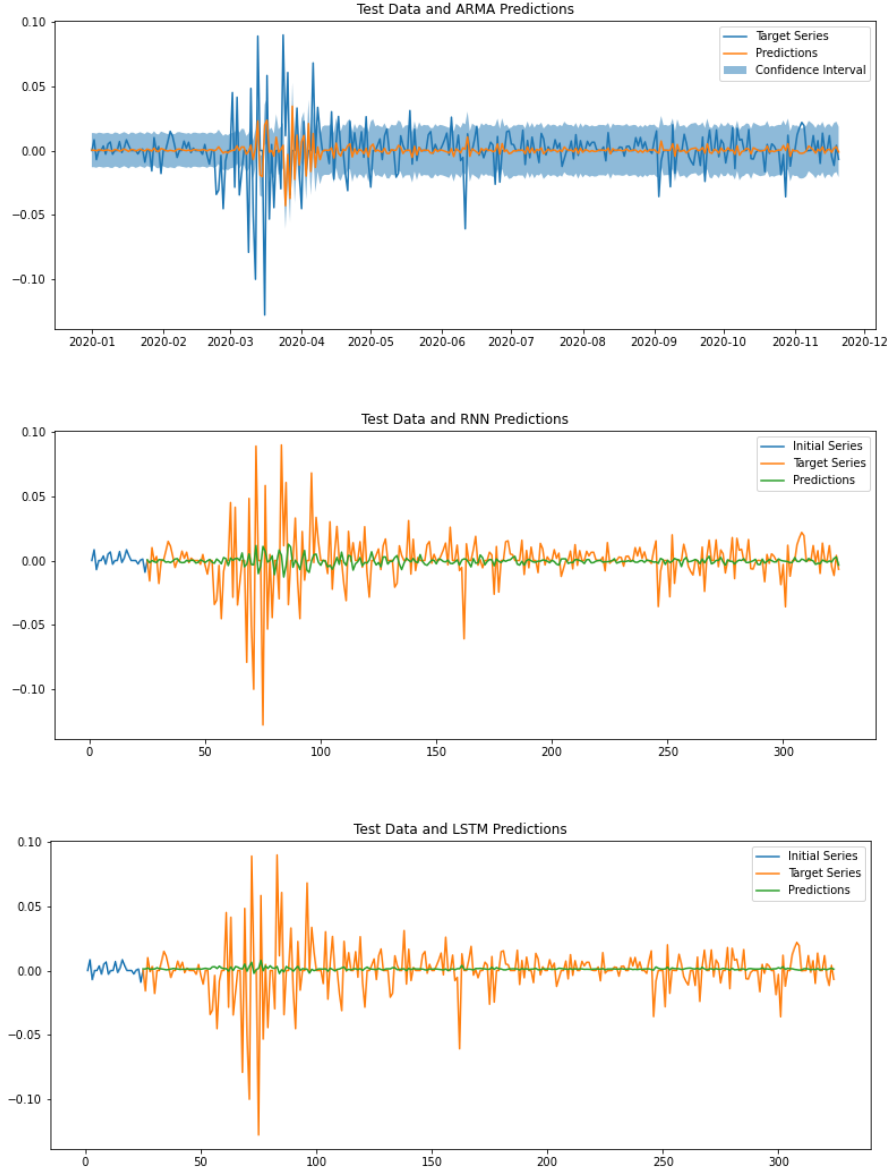 Test Data and ARMA Predictions
0.10
0.05
0.00
−0.05
−0.10
Target Series
Predictions
Confidence Interval
2020-01 2020-02 2020-03 2020-04 2020-05 2020-06 2020-07 2020-08 2020-09 2020-10 2020-11 2020-12
Test Data and RNN Predictions
0.10
0.05
0.00
−0.05
−0.10
Initial Series
Target Series
Predictions
0 50 100 150 200 250 300
Test Data and LSTM Predictions
0.10
0.05
0.00
−0.05
−0.10
Initial Series
Target Series
Predictions
0 50 100 150 200 250 300